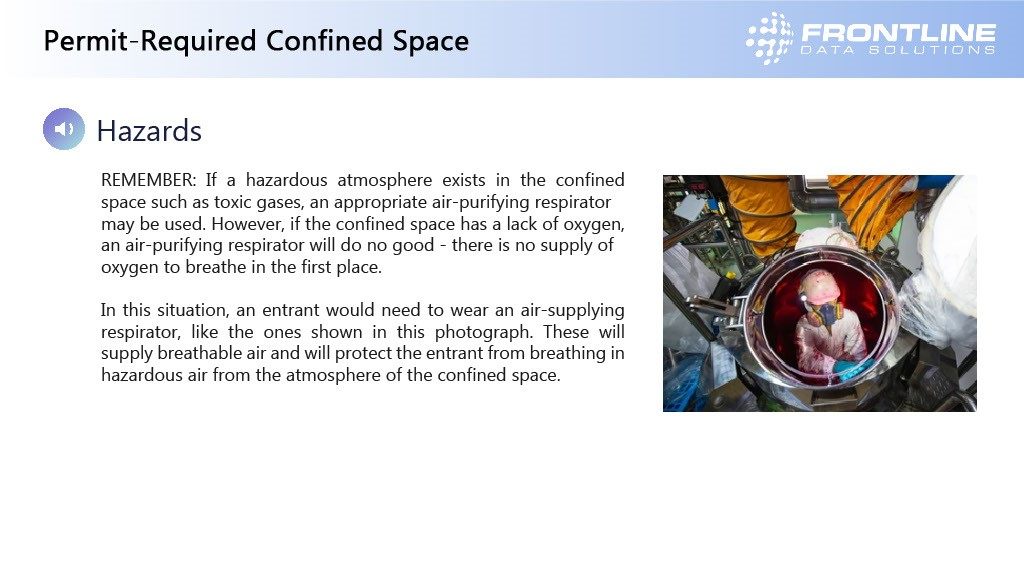 Permit-Required Confined Space
FRONTLINE
DATA SOLUTIONS
Hazards
REMEMBER: If a hazardous atmosphere exists in the confined
space such as toxic gases, an appropriate air-purifying respirator
may be used. However, if the confined space has a lack of oxygen,
an air-purifying respirator will do no good - there is no supply of
oxygen to breathe in the first place.
In this situation, an entrant would need to wear an air-supplying
respirator, like the ones shown in this photograph. These will
supply breathable air and will protect the entrant from breathing in
hazardous air from the atmosphere of the confined space.